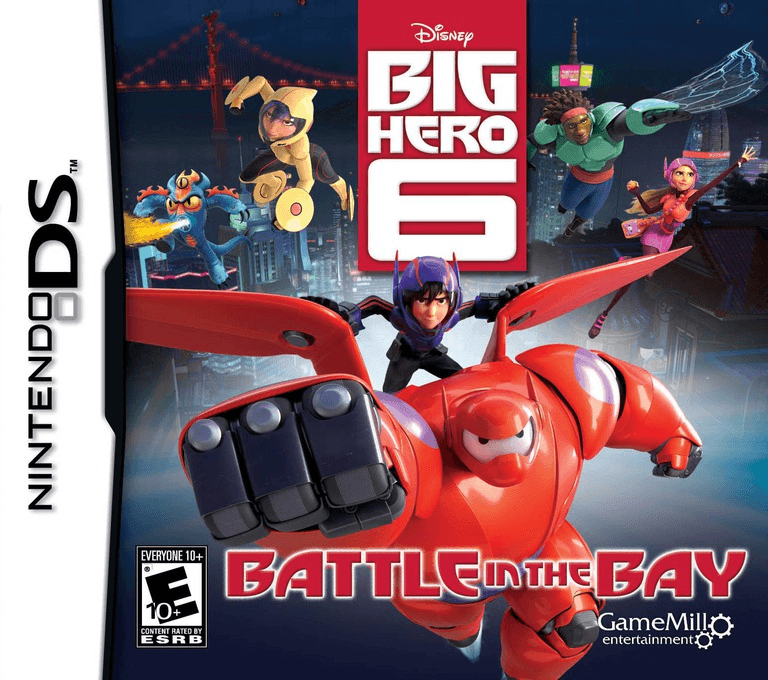 NINTENDO DS™
Disney
BIG
HERO
6
BATTLE IN THE BAY
EVERYONE 10+
®
E
10+
CONTENT RATED BY
ESRB
GameMill
entertainment